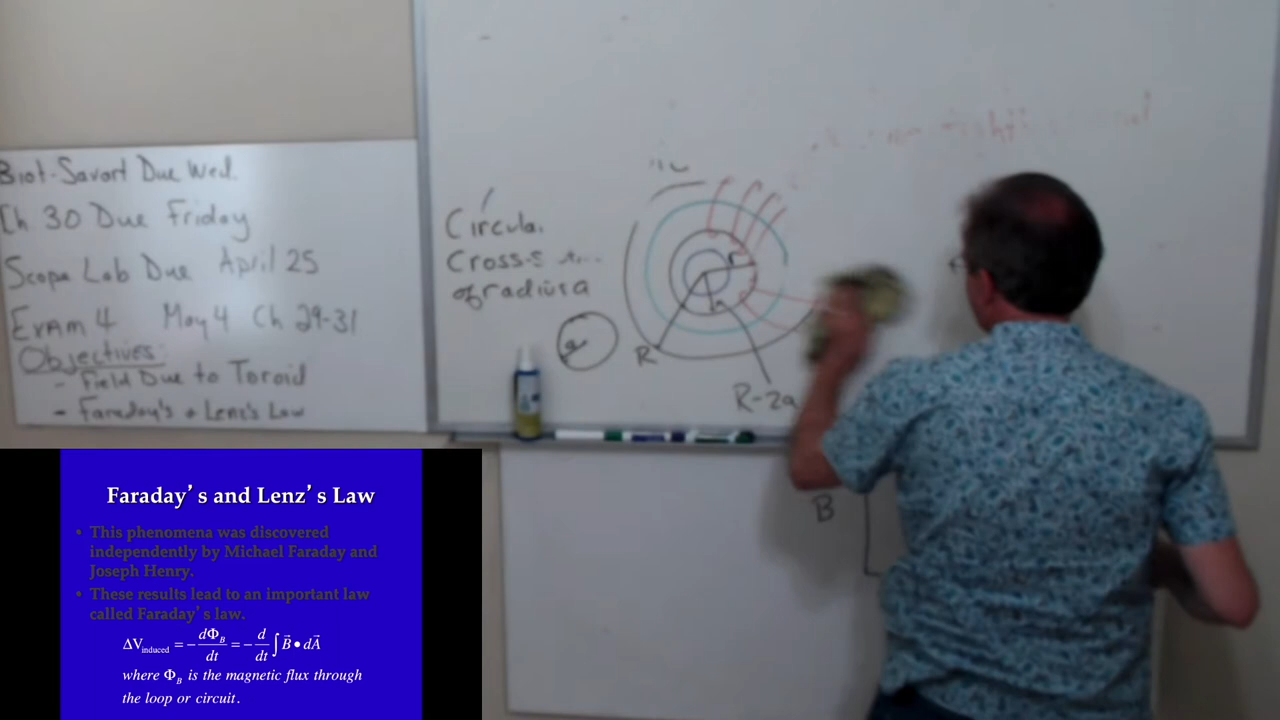 Biot-Savart Due Wed.
Ch 30 Due Friday
Scope Lab Due April 25
Exam 4 May 4 Ch 29-31
Objectives:
- Field Due to Toroid
- Faraday's & Lenz's Law
Circular
Cross-s
of radius a
a
r
a
R
R-2a
B
Faraday's and Lenz's Law
• This phenomena was discovered
independently by Michael Faraday and
Joseph Henry.
• These results lead to an important law
called Faraday's law.
ΔV_induced = -dΦ_B/dt = -d/dt ∫ B⃗ • dA⃗
where Φ_B is the magnetic flux through
the loop or circuit.